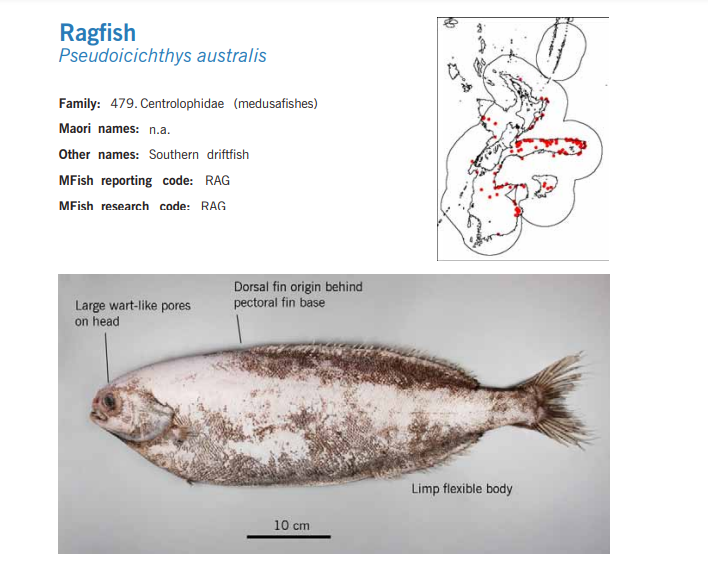 Ragfish
Pseudoicichthys australis
Family: 479. Centrolophidae (medusafishes)
Maori names: n.a.
Other names: Southern driftfish
MFish reporting code: RAG
MFish research code: RAG
Large wart-like pores
on head
Dorsal fin origin behind
pectoral fin base
Limp flexible body
10 cm